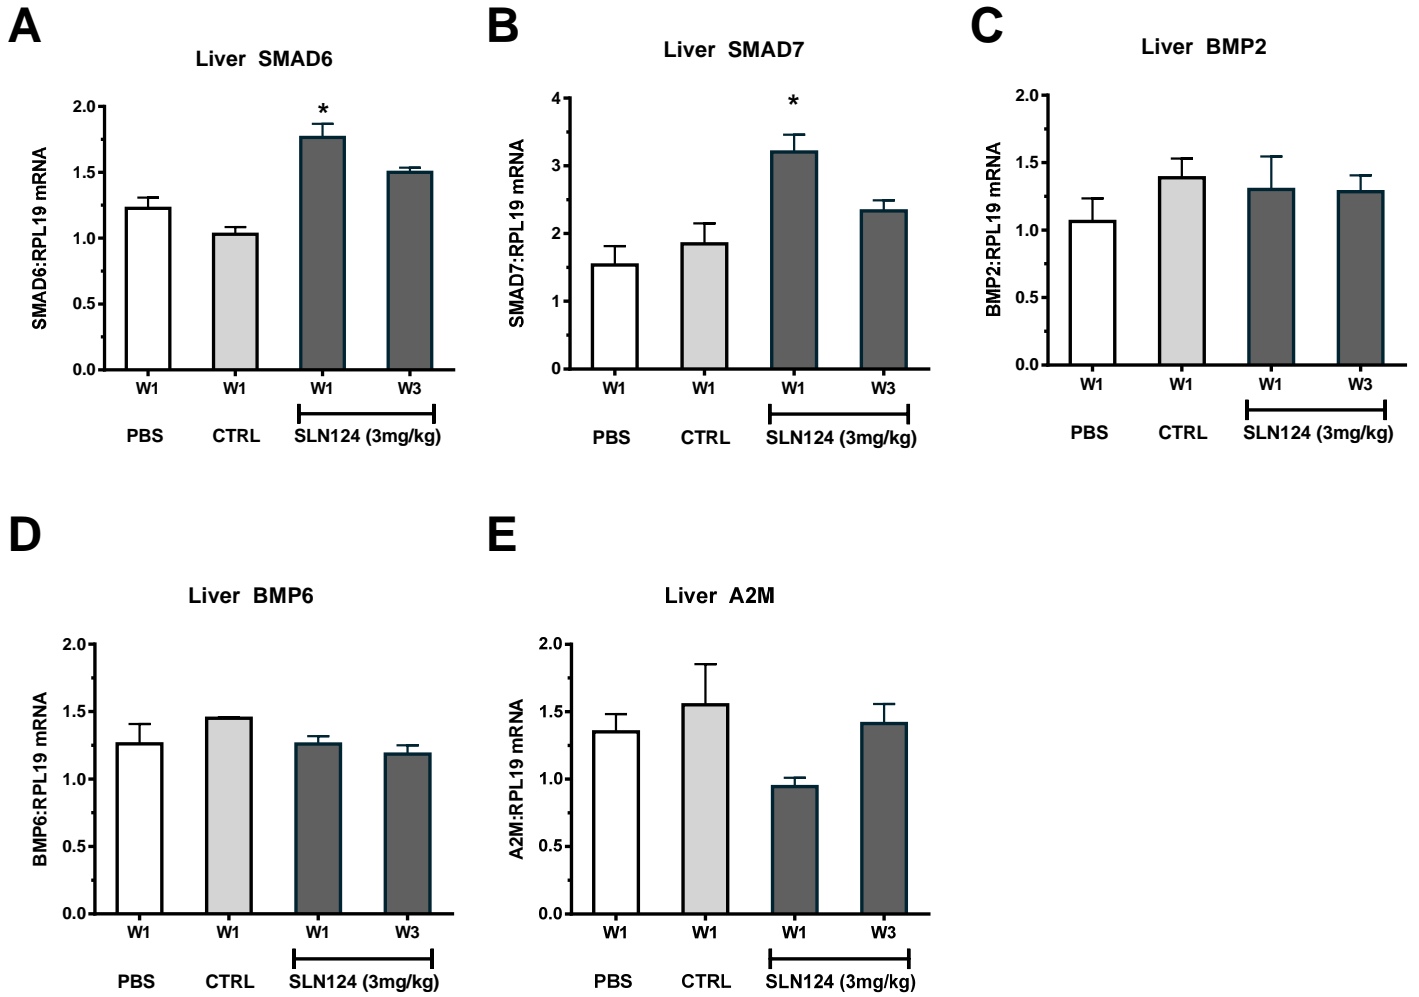 A
Liver SMAD6
SMAD6:RPL19 mRNA
2.0
1.5
1.0
0.5
0.0
*
W1 W1 W1 W3
PBS CTRL SLN124 (3mg/kg)
B
Liver SMAD7
SMAD7:RPL19 mRNA
4
3
2
1
0
*
W1 W1 W1 W3
PBS CTRL SLN124 (3mg/kg)
C
Liver BMP2
BMP2:RPL19 mRNA
2.0
1.5
1.0
0.5
0.0
W1 W1 W1 W3
PBS CTRL SLN124 (3mg/kg)
D
Liver BMP6
BMP6:RPL19 mRNA
2.0
1.5
1.0
0.5
0.0
W1 W1 W1 W3
PBS CTRL SLN124 (3mg/kg)
E
Liver A2M
A2M:RPL19 mRNA
2.0
1.5
1.0
0.5
0.0
W1 W1 W1 W3
PBS CTRL SLN124 (3mg/kg)